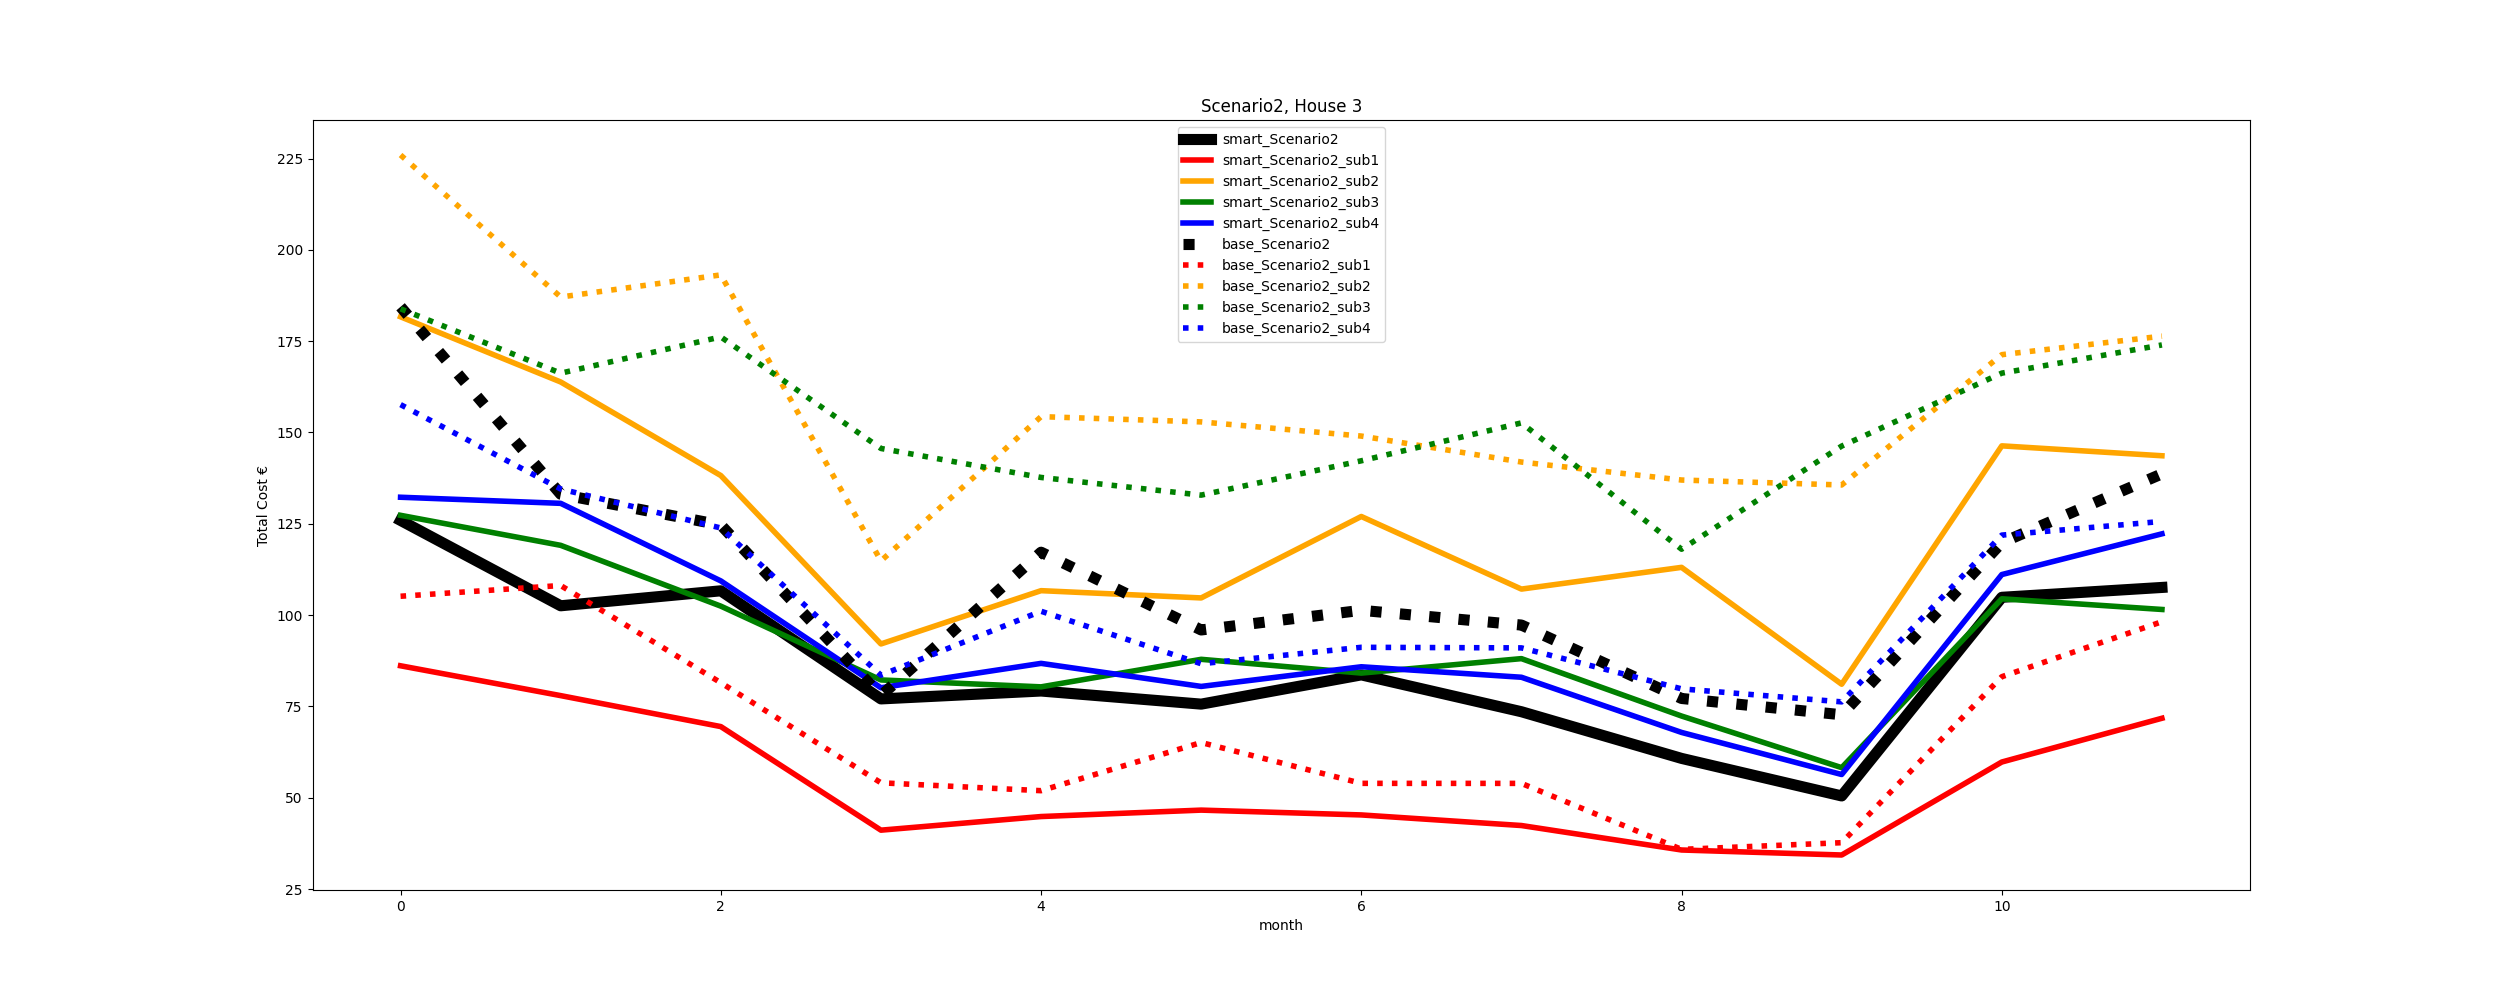 Scenario2, House 3
smart_Scenario2
smart_Scenario2_sub1
smart_Scenario2_sub2
smart_Scenario2_sub3
smart_Scenario2_sub4
base_Scenario2
base_Scenario2_sub1
base_Scenario2_sub2
base_Scenario2_sub3
base_Scenario2_sub4
Total Cost €
225
200
175
150
125
100
75
50
25
0 2 4 6 8 10
month